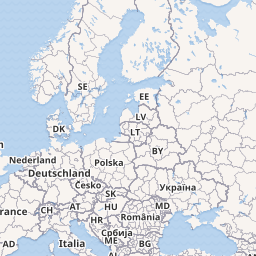 SE
EE
LV
DK
LT
BY
Nederland
Polska
Deutschland
Česko
SK
Україна
rance
CH
AT
HU
MD
HR
România
Србија
AD
Italia
ME
BG
AL